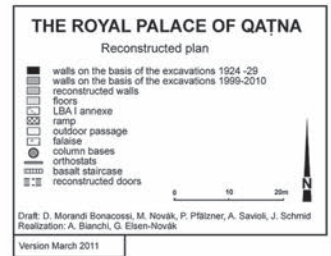 THE ROYAL PALACE OF QAṬNA
Reconstructed plan
walls on the basis of the excavations 1924 -29
walls on the basis of the excavations 1999-2010
reconstructed walls
floors
LBA I annexe
ramp
outdoor passage
falaise
column bases
orthostats
basalt staircase
reconstructed doors
N
0 10 20m
Draft: D. Morandi Bonacossi, M. Novák, P. Pfälzner, A. Savioli, J. Schmid
Realization: A. Bianchi, G. Elsen-Novák
Version March 2011